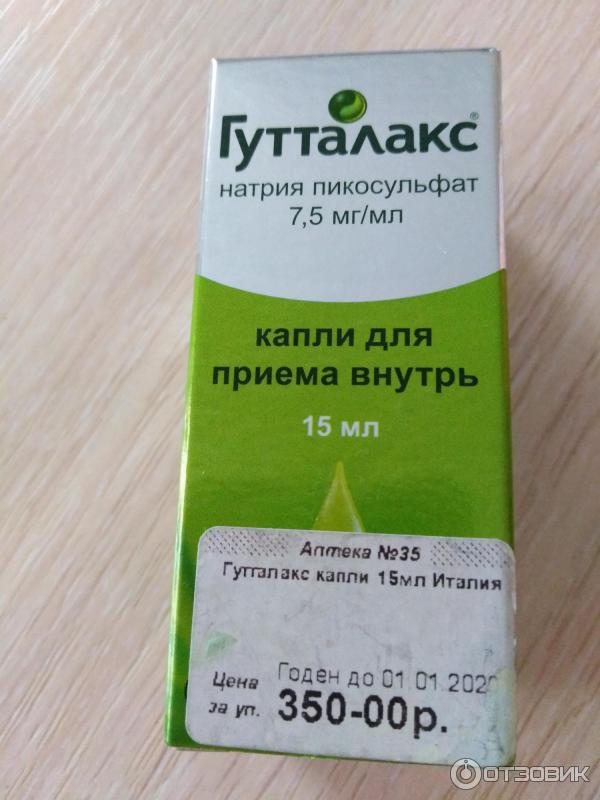 Гутталакс®
натрия пикосульфат
7,5 мг/мл
капли для
приема внутрь
15 мл
Аптека №35
Гутталакс капли 15мл Италия
Годен до 01.01.2020
Цена
за уп.
350-00р.
ОТЗОВИК